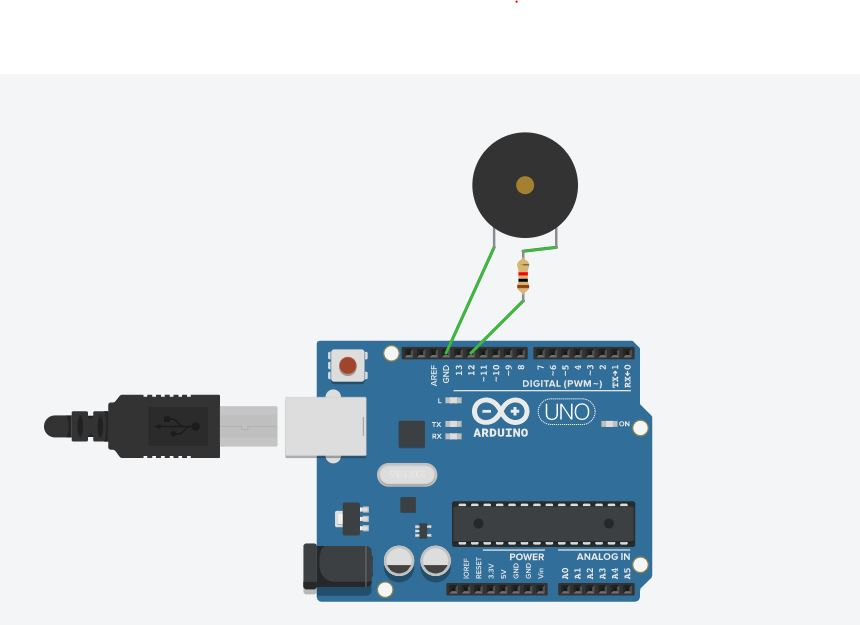 AREF
GND
13
12
~11
~10
~9
8
7
~6
~5
4
~3
2
TX→1
RX←0
DIGITAL (PWM~)
L
TX
RX
UNO
ARDUINO
ON
POWER
ANALOG IN
IOREF
RESET
3.3V
5V
GND
GND
Vin
A0
A1
A2
A3
A4
A5